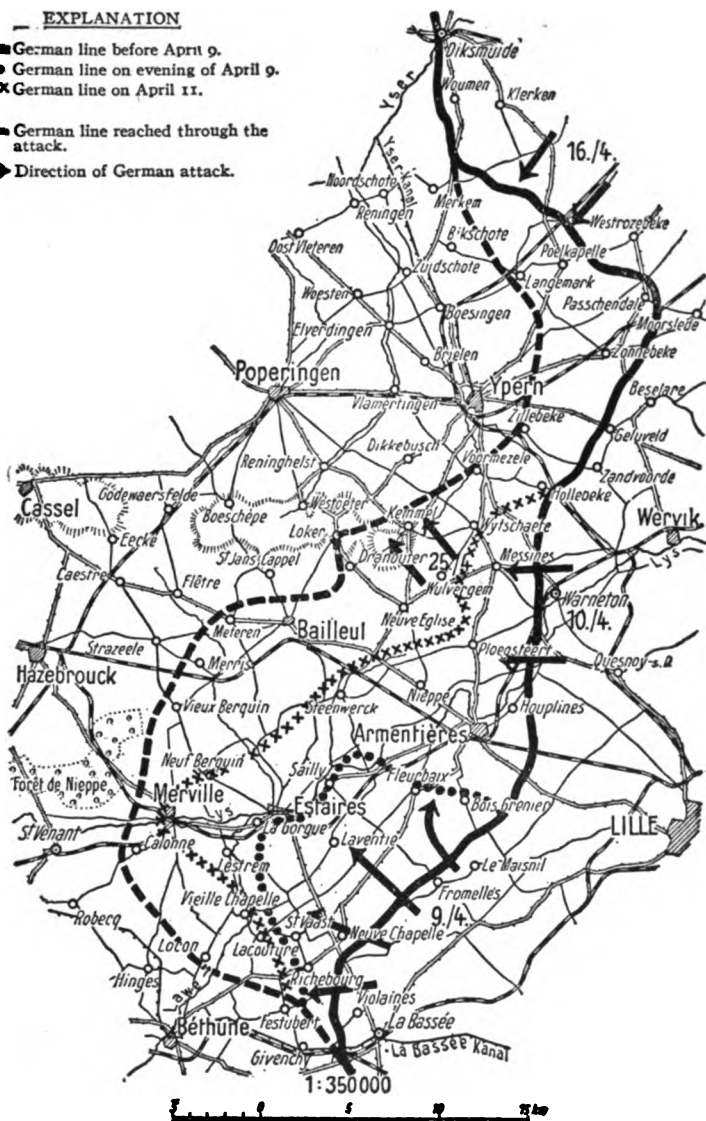 EXPLANATION
German line before April 9.
German line on evening of April 9.
German line on April 11.
German line reached through the
attack.
Direction of German attack.
Diksmuide
Woumen
Klerken
Yser
Yser-Kanal
16./4.
Noordschote
Reningen
Merkem
Westrozebeke
Bikschote
Oost Vleteren
Poelkapelle
Zuidschote
Langemark
Woesten
Passchendale
Boesingen
Moorslede
Elverdingen
Zonnebeke
Brielen
Poperingen
Ypern
Vlamertingen
Beselare
Zillebeke
Dikkebusch
Geluveld
Reninghelst
Voormezele
Zandvoorde
Cassel
Godewaersfelde
Boeschêpe
Westoeter
Kemmel
Hollebeke
Loker
Wytschaete
Wervik
Eecke
St Jans Cappel
Dranouter
25./4.
Messines
Lys
Caestre
Flêtre
Wulvergem
Warneton
Meteren
Bailleul
Neuve Eglise
10./4.
Strazeele
Ploegsteert
Hazebrouck
Merris
Quesnoy-s.D.
Nieppe
Vieux Berquin
Steenwerck
Houplines
Armentières
Neuf Berquin
Sailly
Fleurbaix
Forêt de Nieppe
Merville
Lys
Estaires
Bois Grenier
LILLE
St Venant
La Gorgue
Calonne
Laventie
Lestrem
Le Maisnil
Vieille Chapelle
Fromelles
9./4.
Robecq
St Vaast
Locon
Lacouture
Neuve Chapelle
Hinges
Richebourg
Lawe
Violaines
Festubert
La Bassée
Béthune
Givenchy
La Bassée Kanal
1:350000
5 0 5 10 15 km